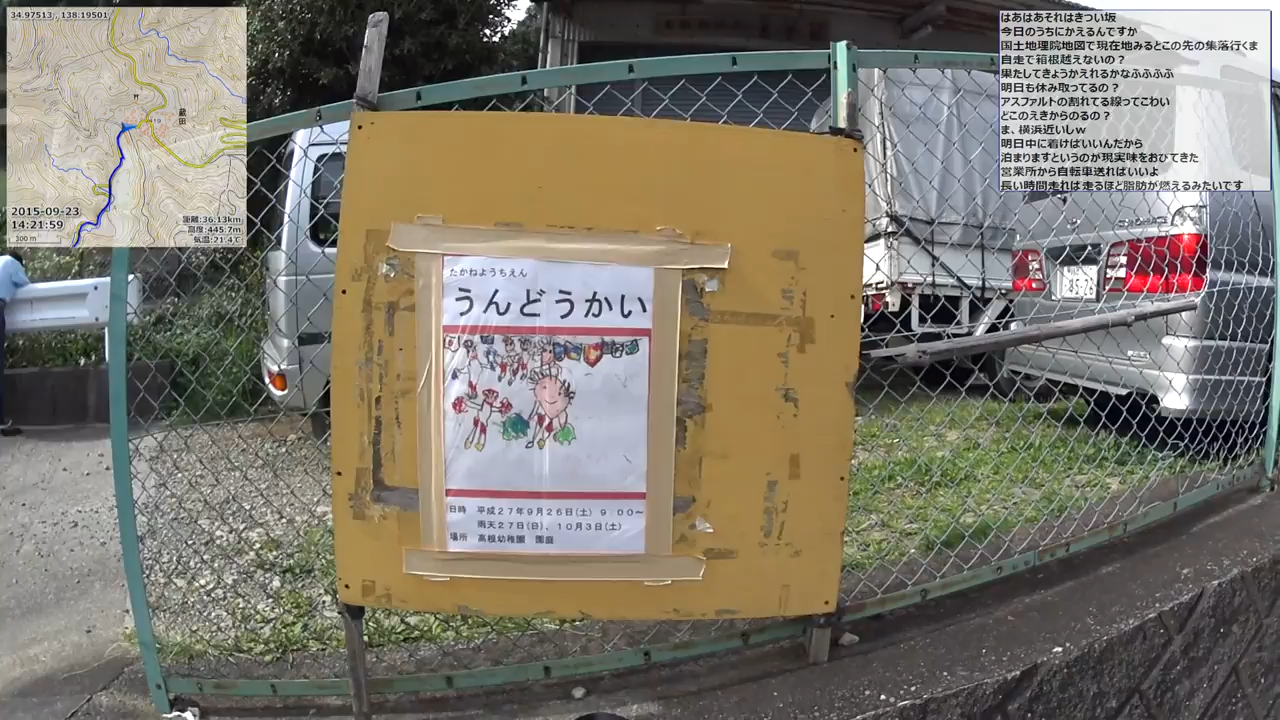 34.97513 , 138.19501
蔵田
2015-09-23
14:21:59
300 m
距離:36.13km
高度:445.7m
気温:21.4℃
はあはあそれはきつい坂
今日のうちにかえるんですか
国土地理院地図で現在地みるとこの先の集落行くま
自走で箱根越えないの？
果たしてきょうかえれるかなふふふふ
明日も休み取ってるの？
アスファルトの割れてる線ってこわい
どこのえきからのるの？
ま、横浜近いしｗ
明日中に着けばいいんだから
泊まりますというのが現実味をおびてきた
営業所から自転車送ればいいよ
長い時間走れば走るほど脂肪が燃えるみたいです
たかねようちえん
うんどうかい
日時 平成２７年９月２６日（土） ９：００～
雨天２７日（日）、１０月３日（土）
場所 高根幼稚園 園庭